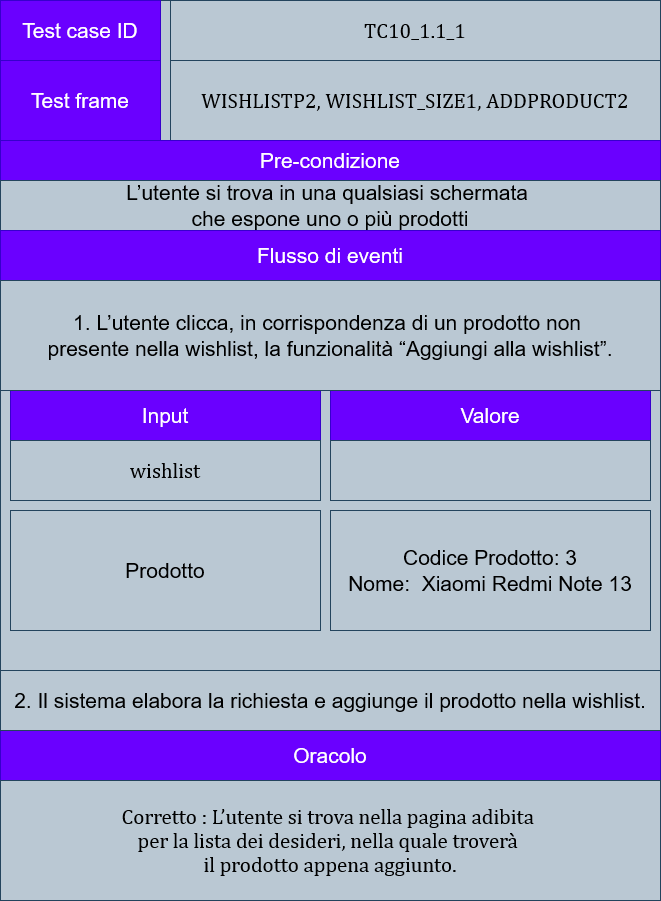 Test case ID
TC10_1.1_1
Test frame
WISHLISTP2, WISHLIST_SIZE1, ADDPRODUCT2
Pre-condizione
L’utente si trova in una qualsiasi schermata
che espone uno o più prodotti
Flusso di eventi
1. L’utente clicca, in corrispondenza di un prodotto non
presente nella wishlist, la funzionalità “Aggiungi alla wishlist”.
Input
Valore
wishlist
Prodotto
Codice Prodotto: 3
Nome: Xiaomi Redmi Note 13
2. Il sistema elabora la richiesta e aggiunge il prodotto nella wishlist.
Oracolo
Corretto : L’utente si trova nella pagina adibita
per la lista dei desideri, nella quale troverà
il prodotto appena aggiunto.